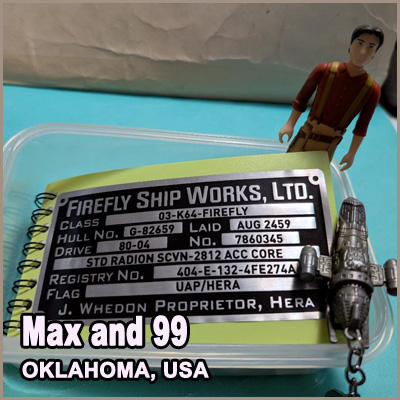 FIREFLY SHIP WORKS, LTD.
CLASS 03-K64-FIREFLY
HULL NO. G-82659 LAID AUG 2459
DRIVE 80-04 NO. 7860345
STD RADION SCVN-2812 ACC CORE
REGISTRY NO. 404-E-132-4FE274A
FLAG UAP/HERA
J. WHEDON PROPRIETOR, HERA
Max and 99
OKLAHOMA, USA